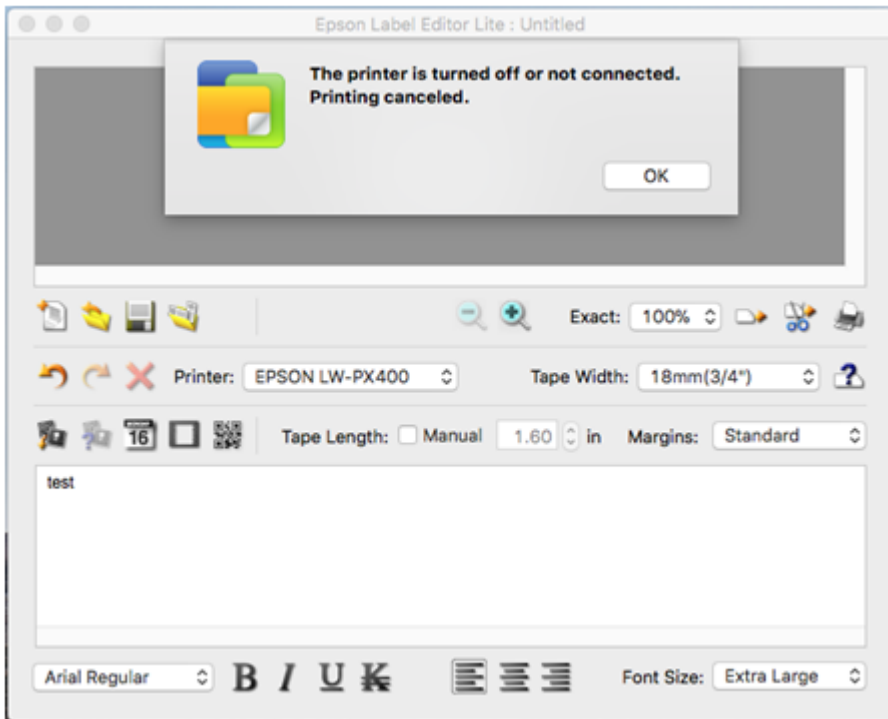 Epson Label Editor Lite : Untitled
The printer is turned off or not connected.
Printing canceled.
OK
Exact: 100%
Printer: EPSON LW-PX400 Tape Width: 18mm(3/4")
16 Tape Length: Manual 1.60 in Margins: Standard
test
Arial Regular B I U K Font Size: Extra Large